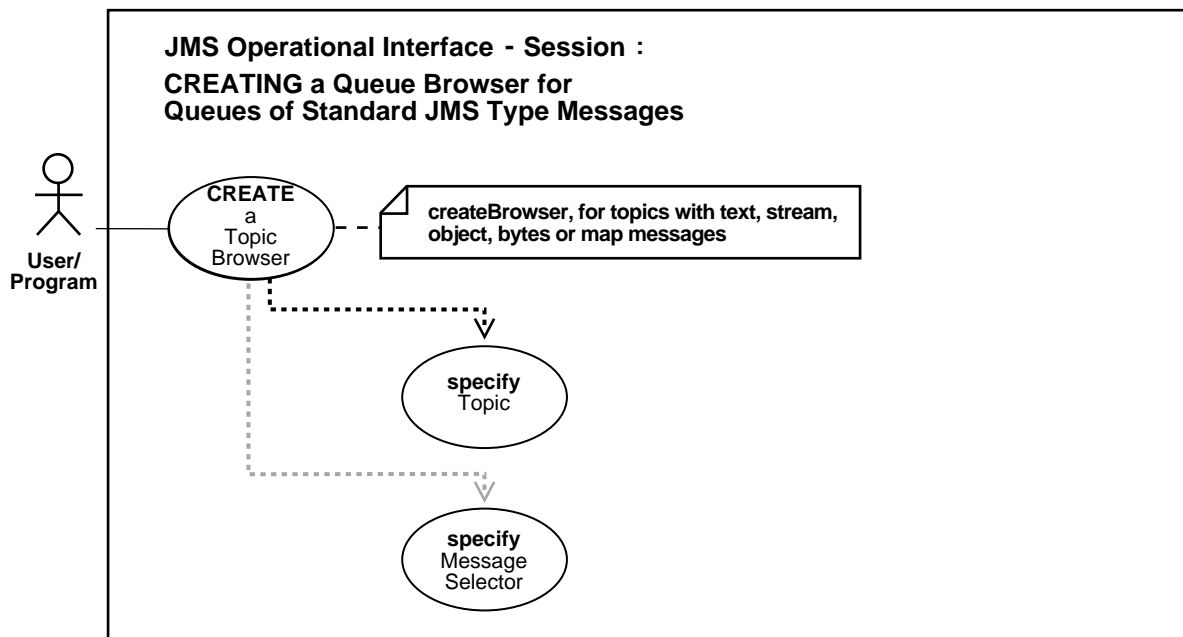 JMS Operational Interface - Session :
CREATING a Queue Browser for
Queues of Standard JMS Type Messages
User/
Program
CREATE
a
Topic
Browser
createBrowser, for topics with text, stream,
object, bytes or map messages
specify
Topic
specify
Message
Selector